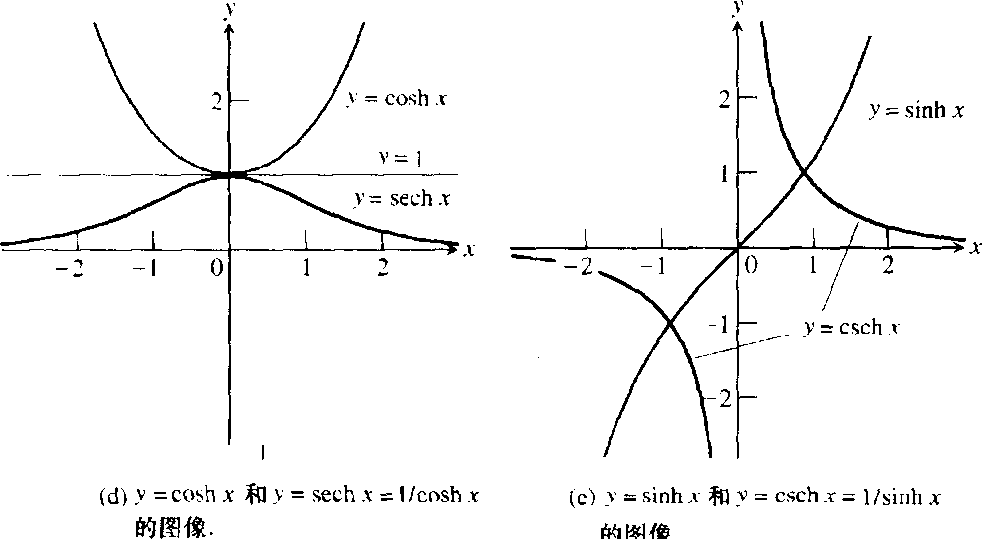 y
2
y = cosh x
y = 1
y = sech x
-2 -1 0 1 2 x
(d) y = cosh x 和 y = sech x = 1/cosh x
的图像.
y
2
y = sinh x
1
-2 -1 0 1 2 x
-1
y = csch x
-2
(e) y = sinh x 和 y = csch x = 1/sinh x
的图像